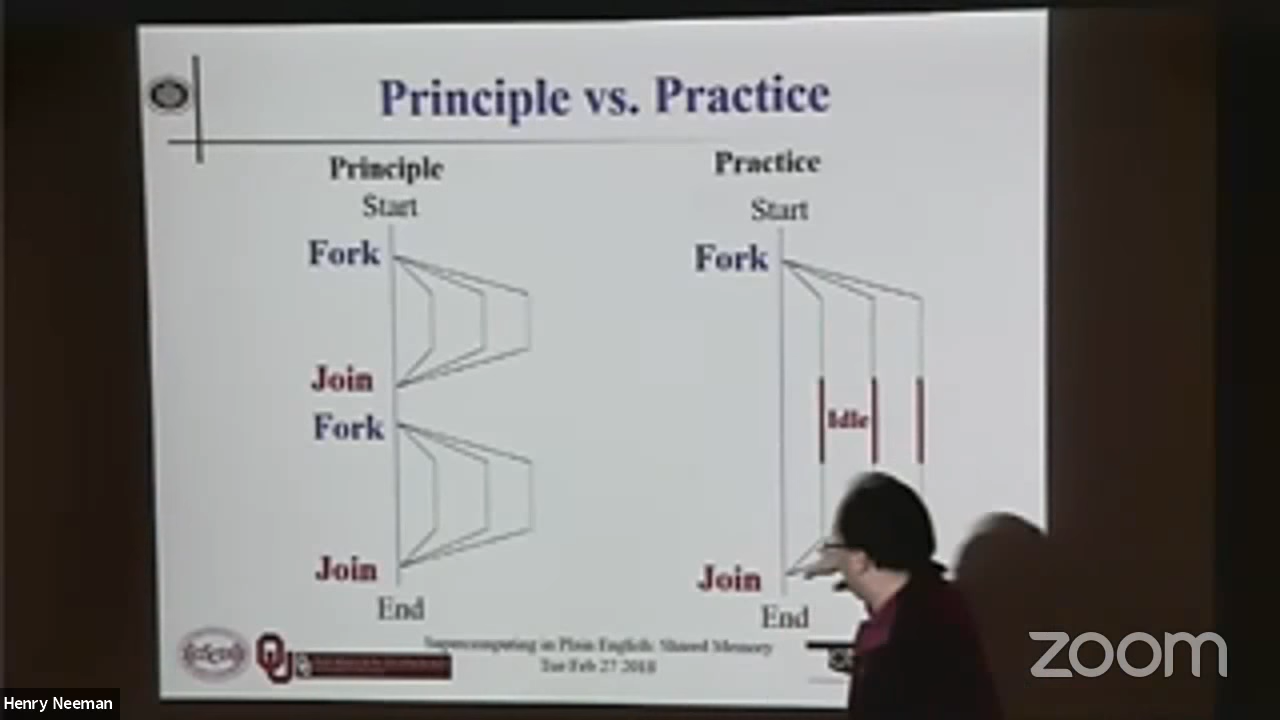 Principle vs. Practice
Principle
Start
Fork
Join
Fork
Join
End
Practice
Start
Fork
Idle
Join
End
Supercomputing in Plain English: Shared Memory
Tue Feb 27 2018
OU
zoom
Henry Neeman